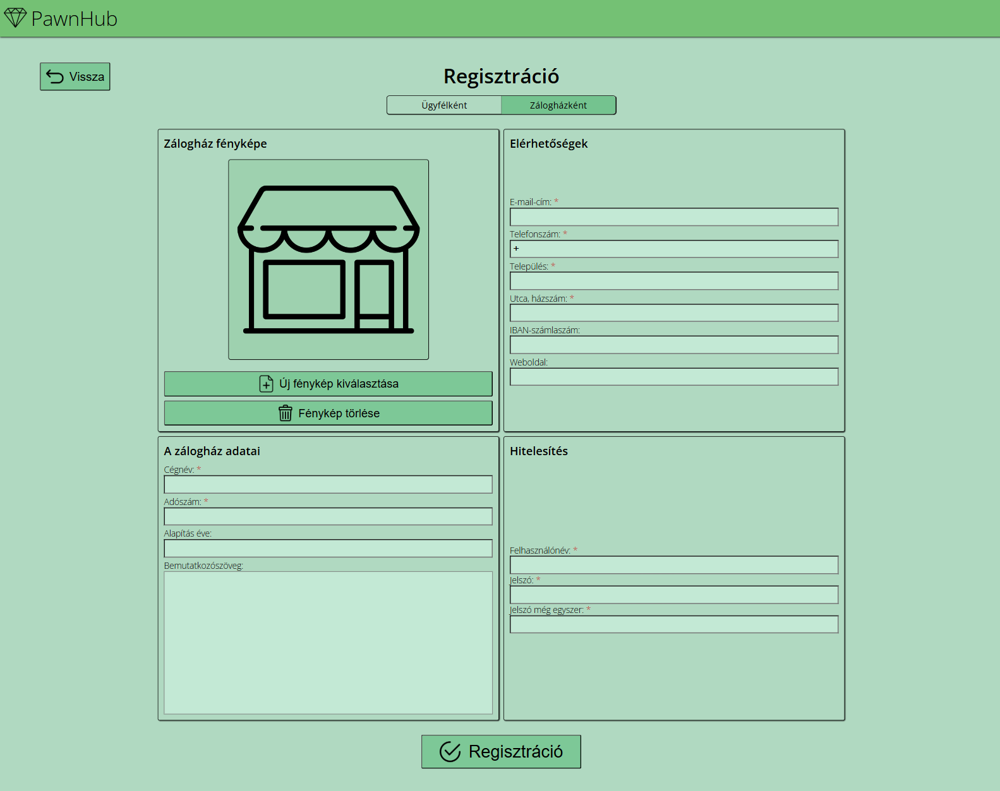 PawnHub
Vissza
Regisztráció
Ügyfélként
Zálogházként
Zálogház fényképe
Új fénykép kiválasztása
Fénykép törlése
Elérhetőségek
E-mail-cím: *
Telefonszám: *
+
Település: *
Utca, házszám: *
IBAN-számlaszám:
Weboldal:
A zálogház adatai
Cégnév: *
Adószám: *
Alapítás éve:
Bemutatkozószöveg:
Hitelesítés
Felhasználónév: *
Jelszó: *
Jelszó még egyszer: *
Regisztráció